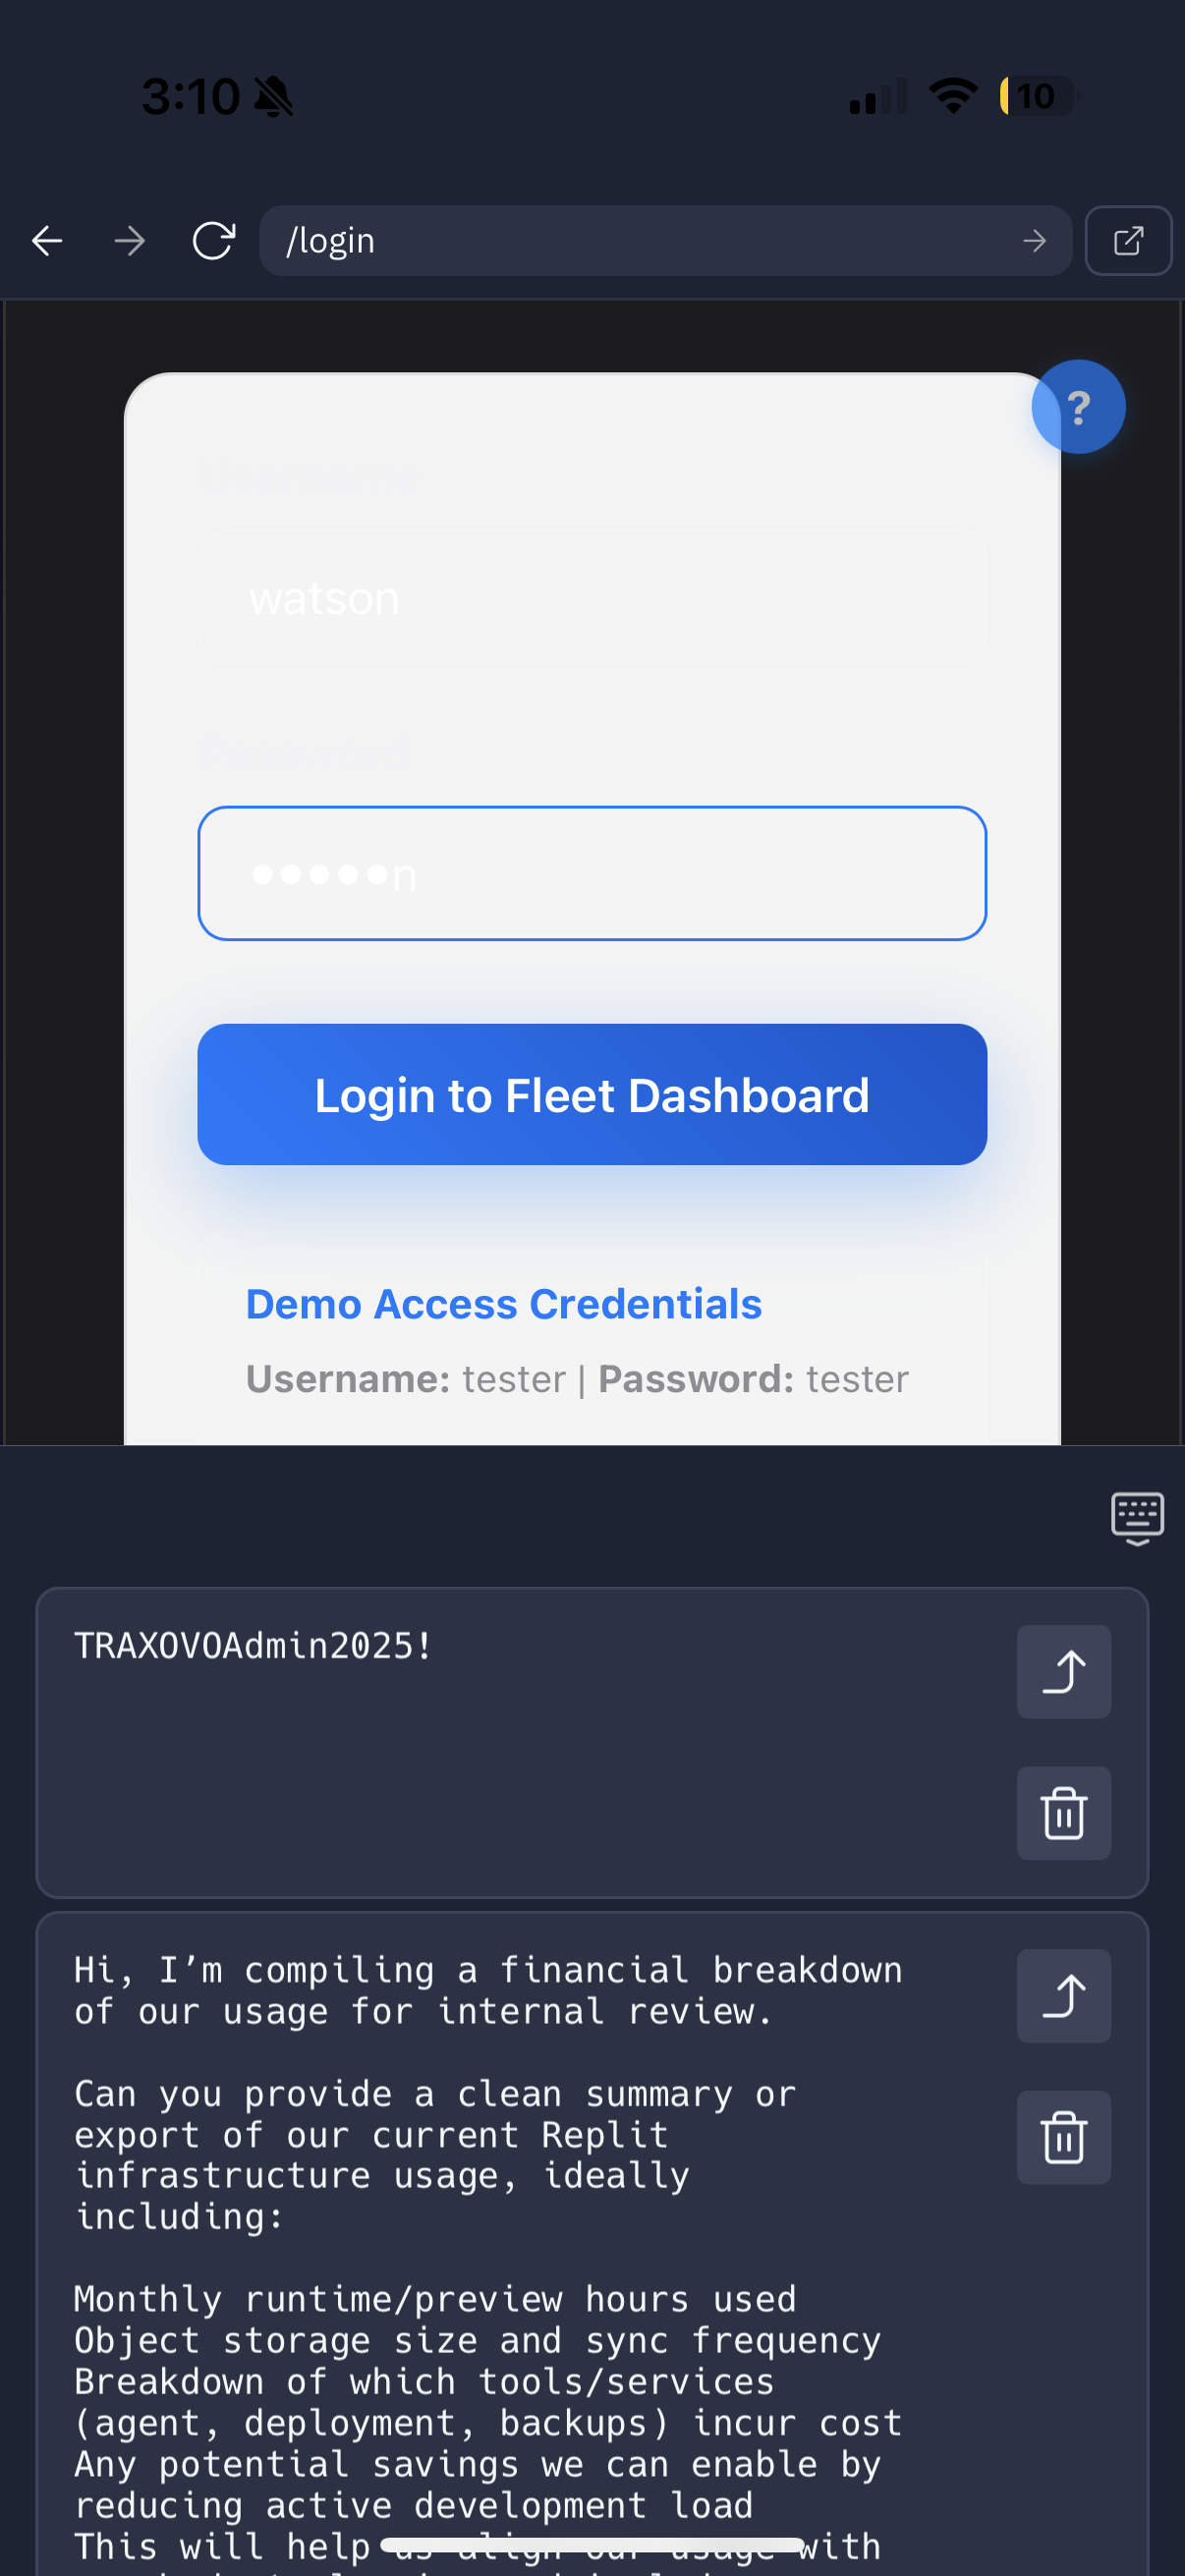 3:10
10
/login
?
Username
watson
Password
•••••n
Login to Fleet Dashboard
Demo Access Credentials
Username: tester | Password: tester
TRAXOVOAdmin2025!
Hi, I’m compiling a financial breakdown
of our usage for internal review.
Can you provide a clean summary or
export of our current Replit
infrastructure usage, ideally
including:
Monthly runtime/preview hours used
Object storage size and sync frequency
Breakdown of which tools/services
(agent, deployment, backups) incur cost
Any potential savings we can enable by
reducing active development load
This will help us align our usage with